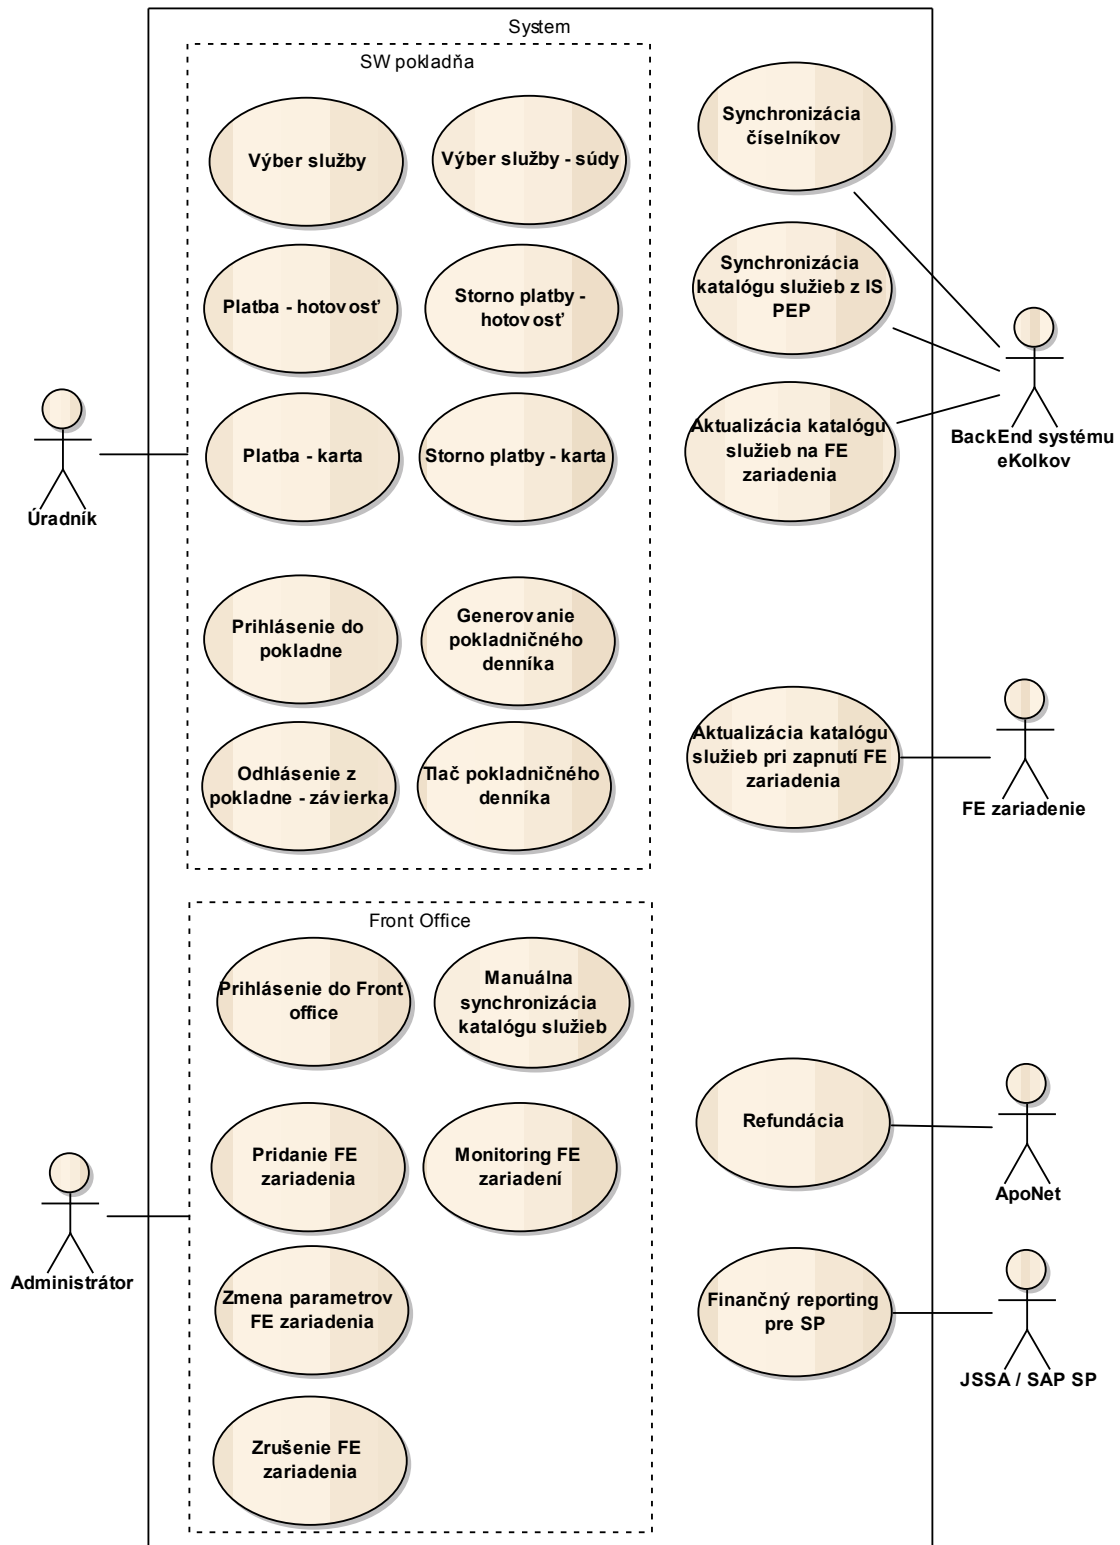 System
SW pokladňa
Výber služby
Výber služby - súdy
Platba - hotovosť
Storno platby -
hotovosť
Platba - karta
Storno platby - karta
Prihlásenie do
pokladne
Generovanie
pokladničného
denníka
Odhlásenie z
pokladne - závierka
Tlač pokladničného
denníka
Úradník
Synchronizácia
číselníkov
Synchronizácia
katalógu služieb z IS
PEP
Aktualizácia katalógu
služieb na FE
zariadenia
BackEnd systému
eKolkov
Aktualizácia katalógu
služieb pri zapnutí FE
zariadenia
FE zariadenie
Front Office
Prihlásenie do Front
office
Manuálna
synchronizácia
katalógu služieb
Pridanie FE
zariadenia
Monitoring FE
zariadení
Zmena parametrov
FE zariadenia
Zrušenie FE
zariadenia
Administrátor
Refundácia
ApoNet
Finančný reporting
pre SP
JSSA / SAP SP